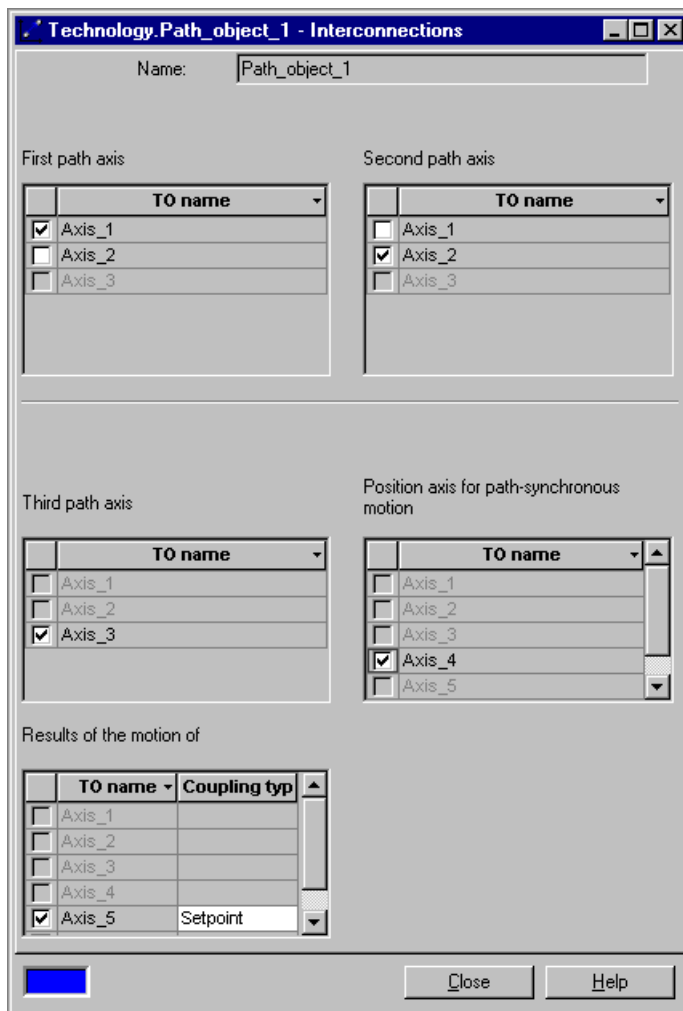 Technology.Path_object_1 - Interconnections
Name: Path_object_1
First path axis
TO name
Axis_1
Axis_2
Axis_3
Second path axis
TO name
Axis_1
Axis_2
Axis_3
Third path axis
TO name
Axis_1
Axis_2
Axis_3
Position axis for path-synchronous
motion
TO name
Axis_1
Axis_2
Axis_3
Axis_4
Axis_5
Results of the motion of
TO name Coupling typ
Axis_1
Axis_2
Axis_3
Axis_4
Axis_5 Setpoint
Close Help